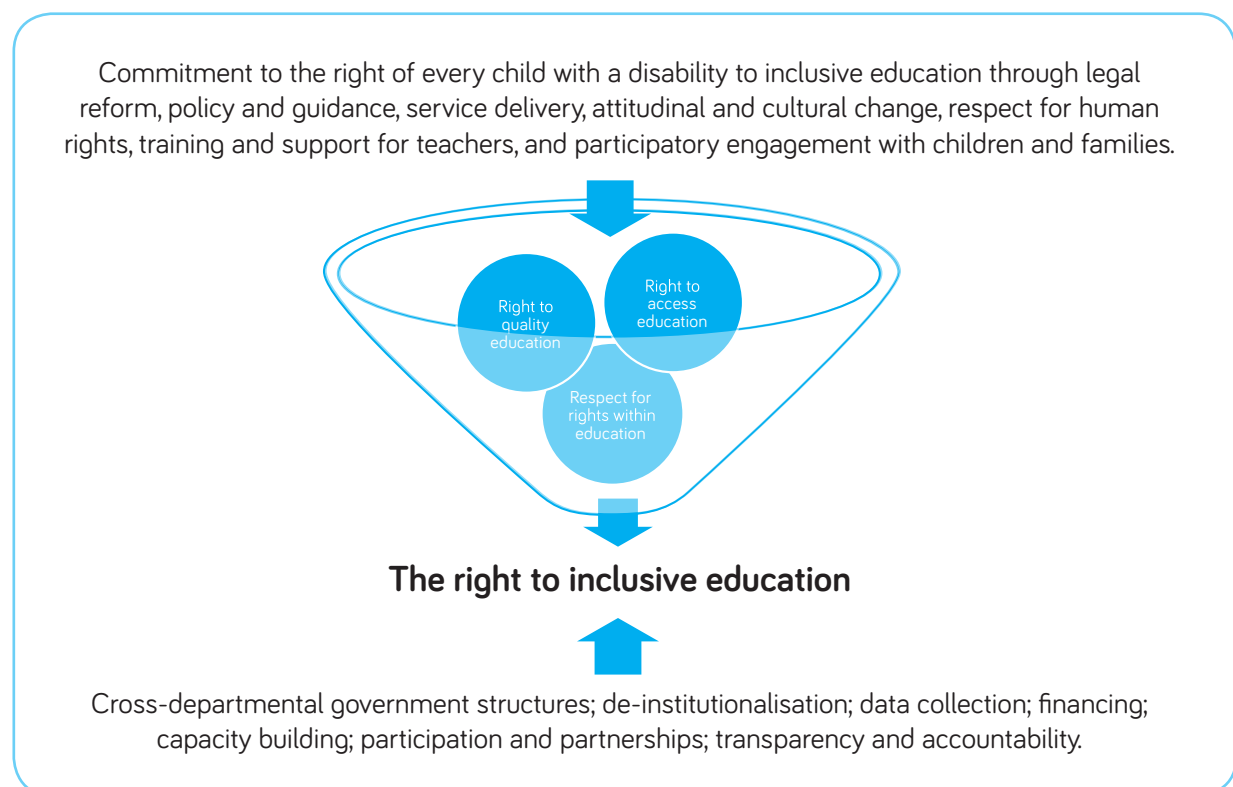 Commitment to the right of every child with a disability to inclusive education through legal
reform, policy and guidance, service delivery, attitudinal and cultural change, respect for human
rights, training and support for teachers, and participatory engagement with children and families.
Right to
quality
education
Right to
access
education
Respect for
rights within
education
The right to inclusive education
Cross-departmental government structures; de-institutionalisation; data collection; financing;
capacity building; participation and partnerships; transparency and accountability.